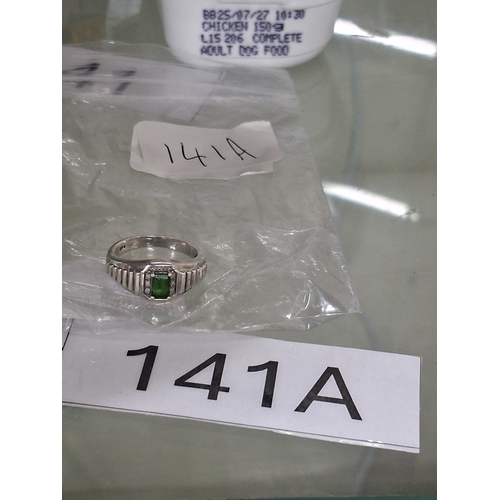 BB25/07/27 10:30
CHICKEN 150g
L15 206 COMPLETE
ADULT DOG FOOD
141A
141A